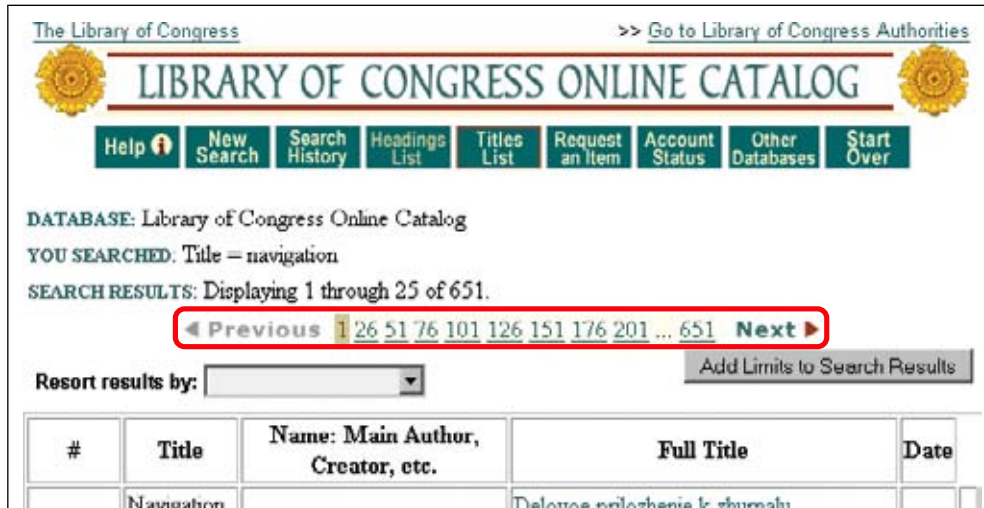 The Library of Congress >> Go to Library of Congress Authorities
LIBRARY OF CONGRESS ONLINE CATALOG
Help i New Search Search History Headings List Titles List Request an Item Account Status Other Databases Start Over
DATABASE: Library of Congress Online Catalog
YOU SEARCHED: Title = navigation
SEARCH RESULTS: Displaying 1 through 25 of 651.
◄ Previous 1 26 51 76 101 126 151 176 201 ... 651 Next ►
Add Limits to Search Results
Resort results by:
# Title Name: Main Author, Creator, etc. Full Title Date
Navigation Delovoe prilozhenie k zhurnalu